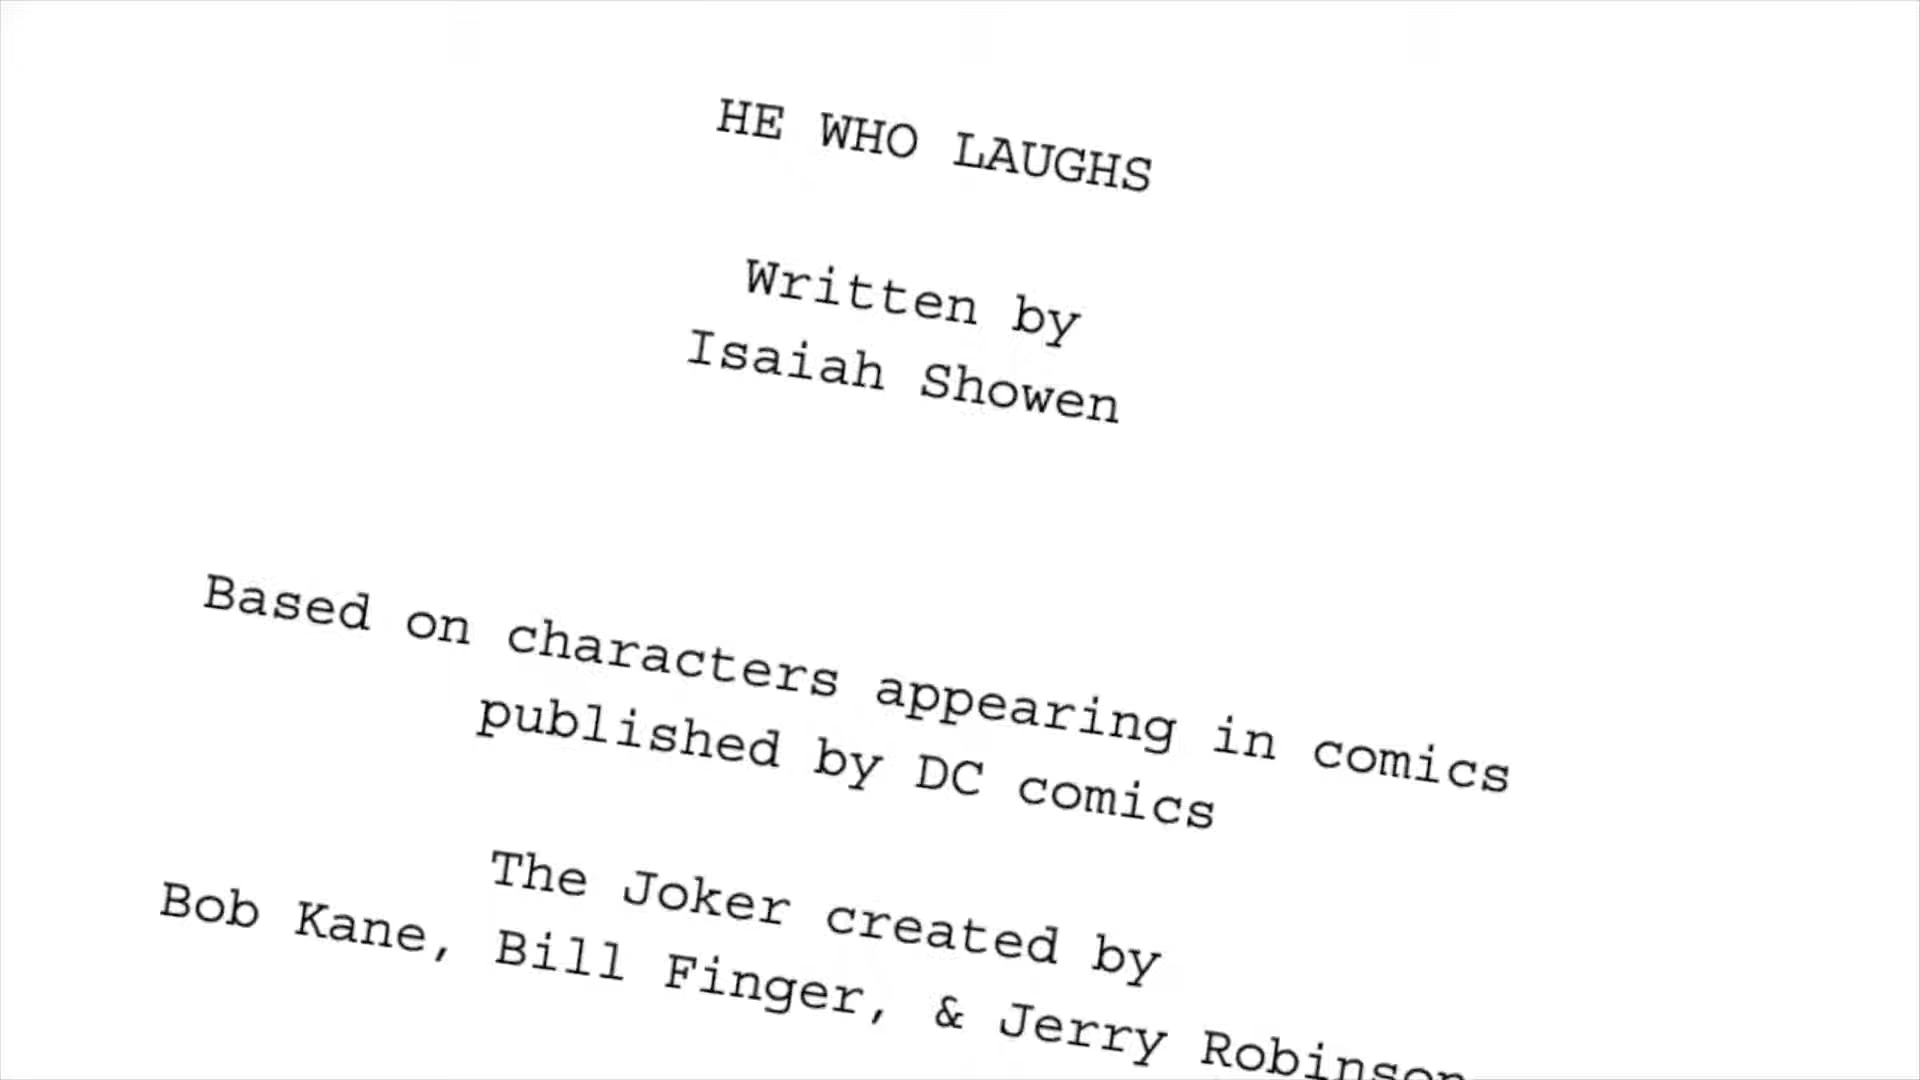 HE WHO LAUGHS
Written by
Isaiah Showen
Based on characters appearing in comics
published by DC comics
The Joker created by
Bob Kane, Bill Finger, & Jerry Robinson